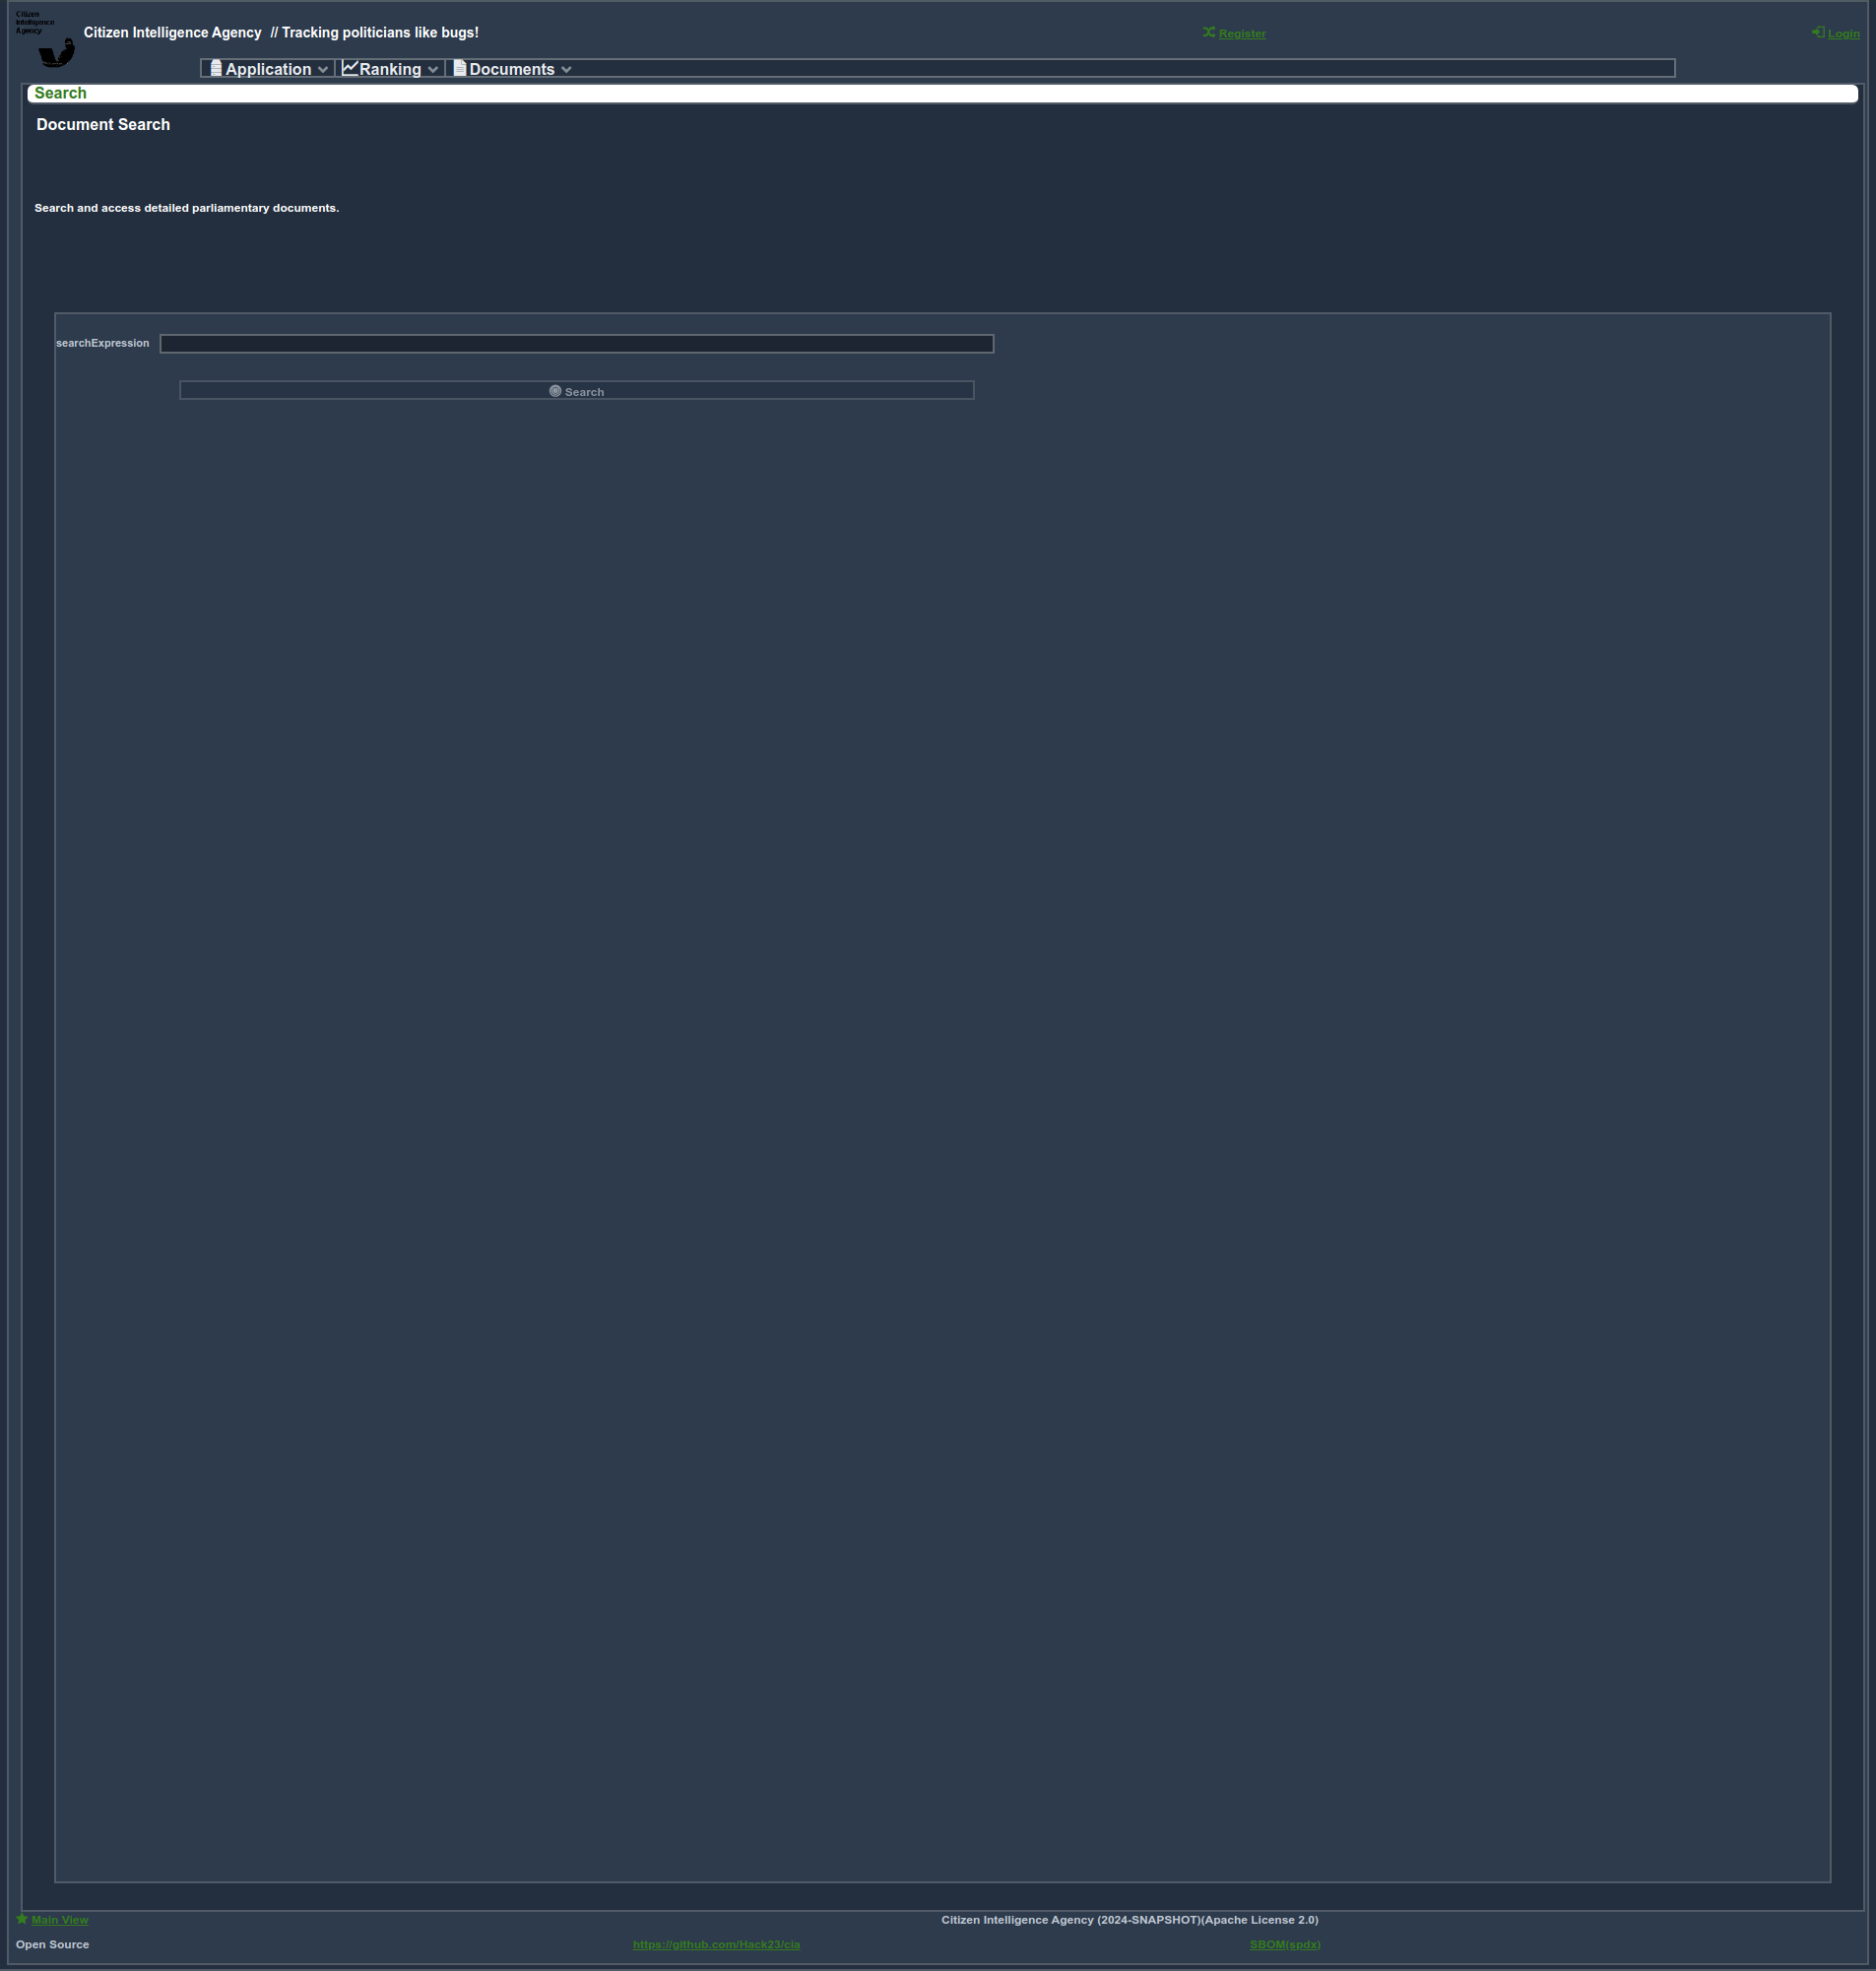 Citizen
Intelligence
Agency
Citizen Intelligence Agency // Tracking politicians like bugs!
Register
Login
Application
Ranking
Documents
Search
Document Search
Search and access detailed parliamentary documents.
searchExpression
Search
Main View
Citizen Intelligence Agency (2024-SNAPSHOT)(Apache License 2.0)
Open Source
https://github.com/Hack23/cia
SBOM(spdx)